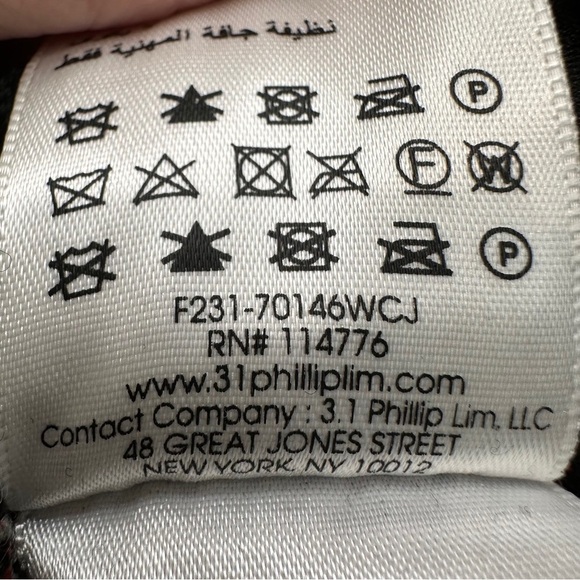 نظيفة جافة المهنية فقط
P
F W
P
F231-70146WCJ
RN# 114776
www.31philliplim.com
Contact Company : 3.1 Phillip Lim, LLC
48 GREAT JONES STREET
NEW YORK, NY 10012